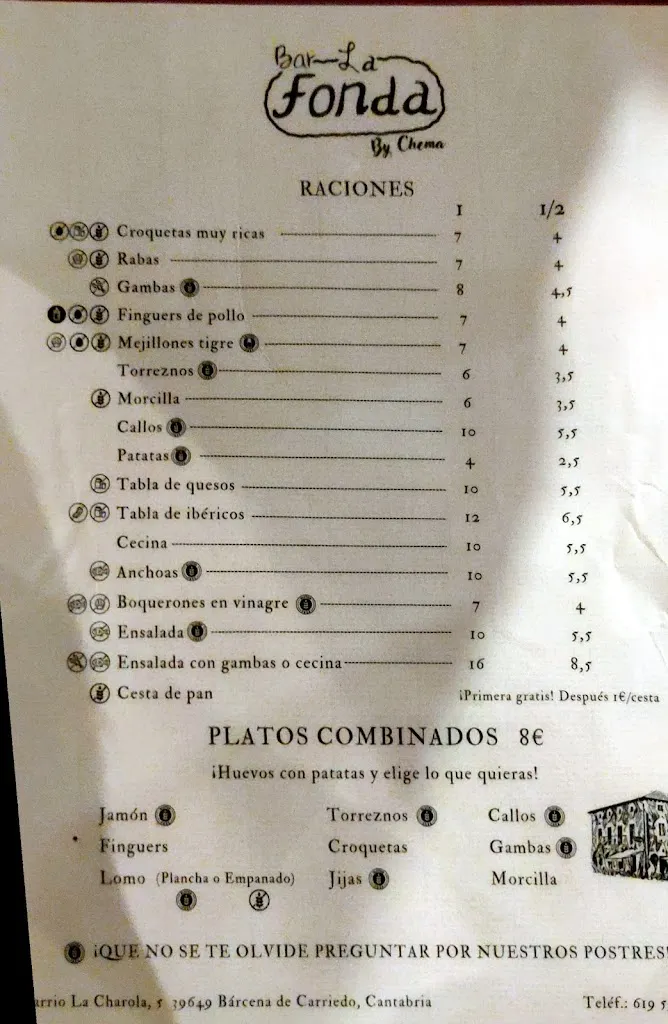 Bar La
fonda
By Chema
RACIONES
1 1/2
Croquetas muy ricas 7 4
Rabas 7 4
Gambas 8 4,5
Finguers de pollo 7 4
Mejillones tigre 7 4
Torreznos 6 3,5
Morcilla 6 3,5
Callos 10 5,5
Patatas 4 2,5
Tabla de quesos 10 5,5
Tabla de ibéricos 12 6,5
Cecina 10 5,5
Anchoas 10 5,5
Boquerones en vinagre 7 4
Ensalada 10 5,5
Ensalada con gambas o cecina 16 8,5
Cesta de pan ¡Primera gratis! Después 1€/cesta
PLATOS COMBINADOS 8€
¡Huevos con patatas y elige lo que quieras!
Jamón Torreznos Callos
Finguers Croquetas Gambas
Lomo (Plancha o Empanado) Jijas Morcilla
¡QUE NO SE TE OLVIDE PREGUNTAR POR NUESTROS POSTRES!
arrio La Charola, 5 39649 Bárcena de Carriedo, Cantabria Teléf.: 619 5